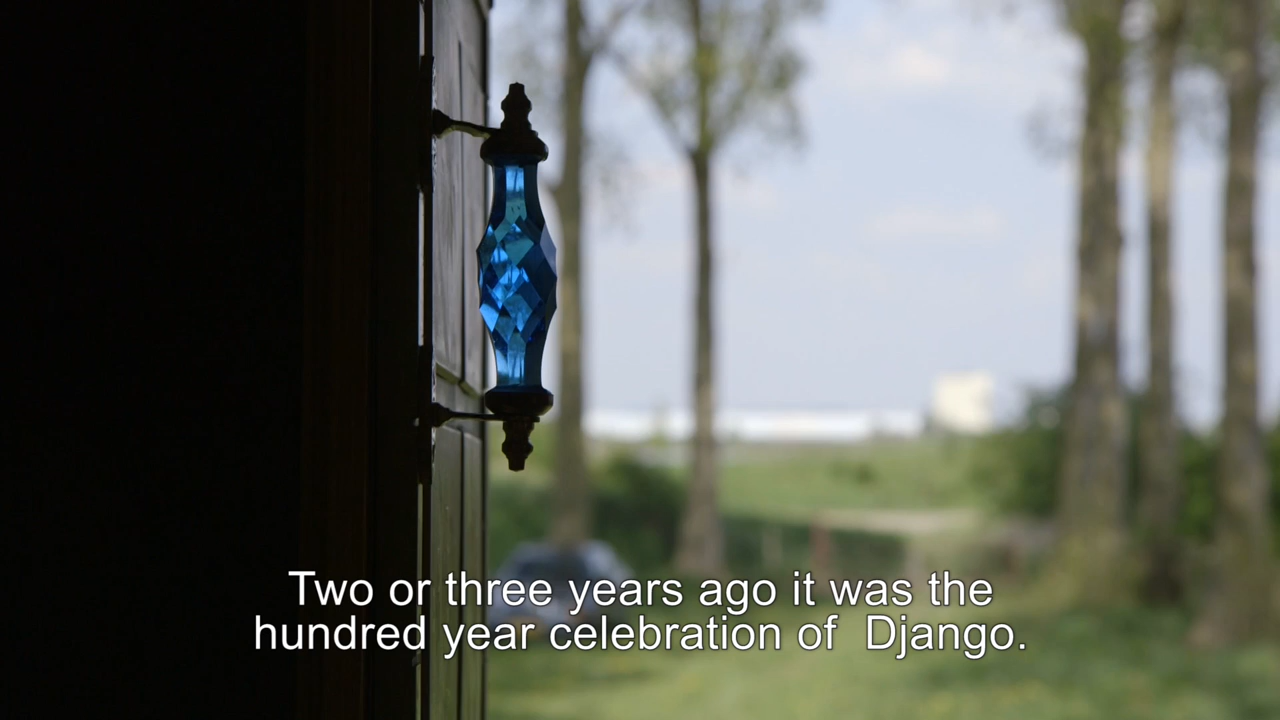 Two or three years ago it was the
hundred year celebration of  Django.